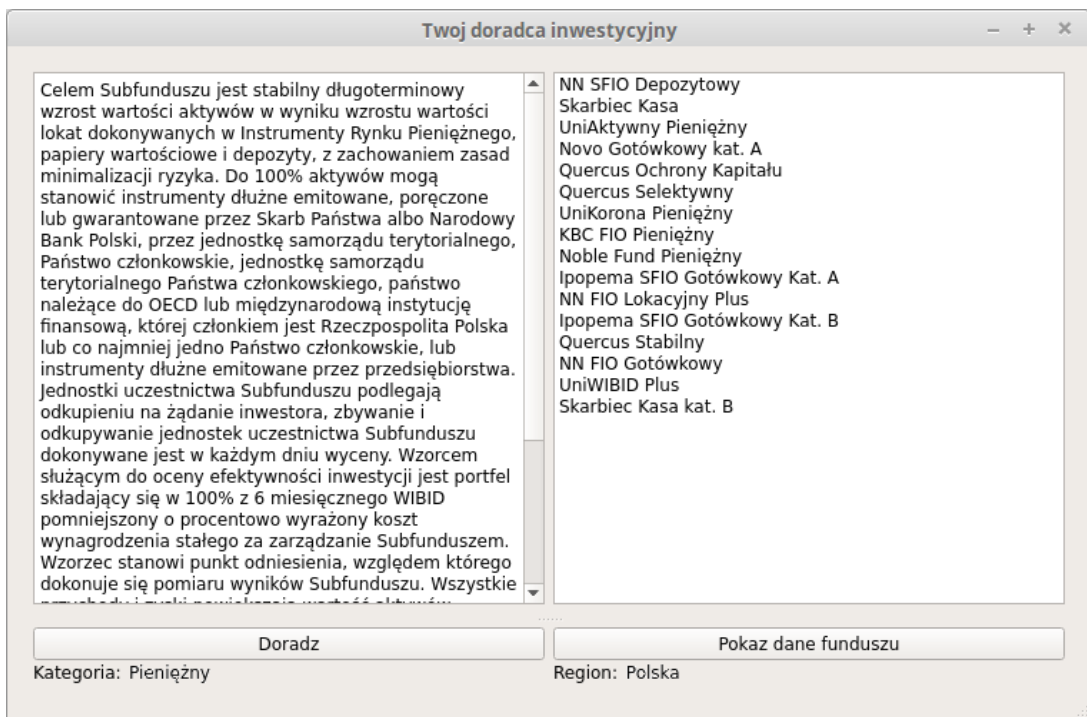 Twoj doradca inwestycyjny
Celem Subfunduszu jest stabilny długoterminowy
wzrost wartości aktywów w wyniku wzrostu wartości
lokat dokonywanych w Instrumenty Rynku Pieniężnego,
papiery wartościowe i depozyty, z zachowaniem zasad
minimalizacji ryzyka. Do 100% aktywów mogą
stanowić instrumenty dłużne emitowane, poręczone
lub gwarantowane przez Skarb Państwa albo Narodowy
Bank Polski, przez jednostkę samorządu terytorialnego,
Państwo członkowskie, jednostkę samorządu
terytorialnego Państwa członkowskiego, państwo
należące do OECD lub międzynarodową instytucję
finansową, której członkiem jest Rzeczpospolita Polska
lub co najmniej jedno Państwo członkowskie, lub
instrumenty dłużne emitowane przez przedsiębiorstwa.
Jednostki uczestnictwa Subfunduszu podlegają
odkupieniu na żądanie inwestora, zbywanie i
odkupywanie jednostek uczestnictwa Subfunduszu
dokonywane jest w każdym dniu wyceny. Wzorcem
służącym do oceny efektywności inwestycji jest portfel
składający się w 100% z 6 miesięcznego WIBID
pomniejszony o procentowo wyrażony koszt
wynagrodzenia stałego za zarządzanie Subfunduszem.
Wzorzec stanowi punkt odniesienia, względem którego
dokonuje się pomiaru wyników Subfunduszu. Wszystkie
przychody i zyski powiększają wartość aktywów
NN SFIO Depozytowy
Skarbiec Kasa
UniAktywny Pieniężny
Novo Gotówkowy kat. A
Quercus Ochrony Kapitału
Quercus Selektywny
UniKorona Pieniężny
KBC FIO Pieniężny
Noble Fund Pieniężny
Ipopema SFIO Gotówkowy Kat. A
NN FIO Lokacyjny Plus
Ipopema SFIO Gotówkowy Kat. B
Quercus Stabilny
NN FIO Gotówkowy
UniWIBID Plus
Skarbiec Kasa kat. B
Doradz
Pokaz dane funduszu
Kategoria: Pieniężny
Region: Polska